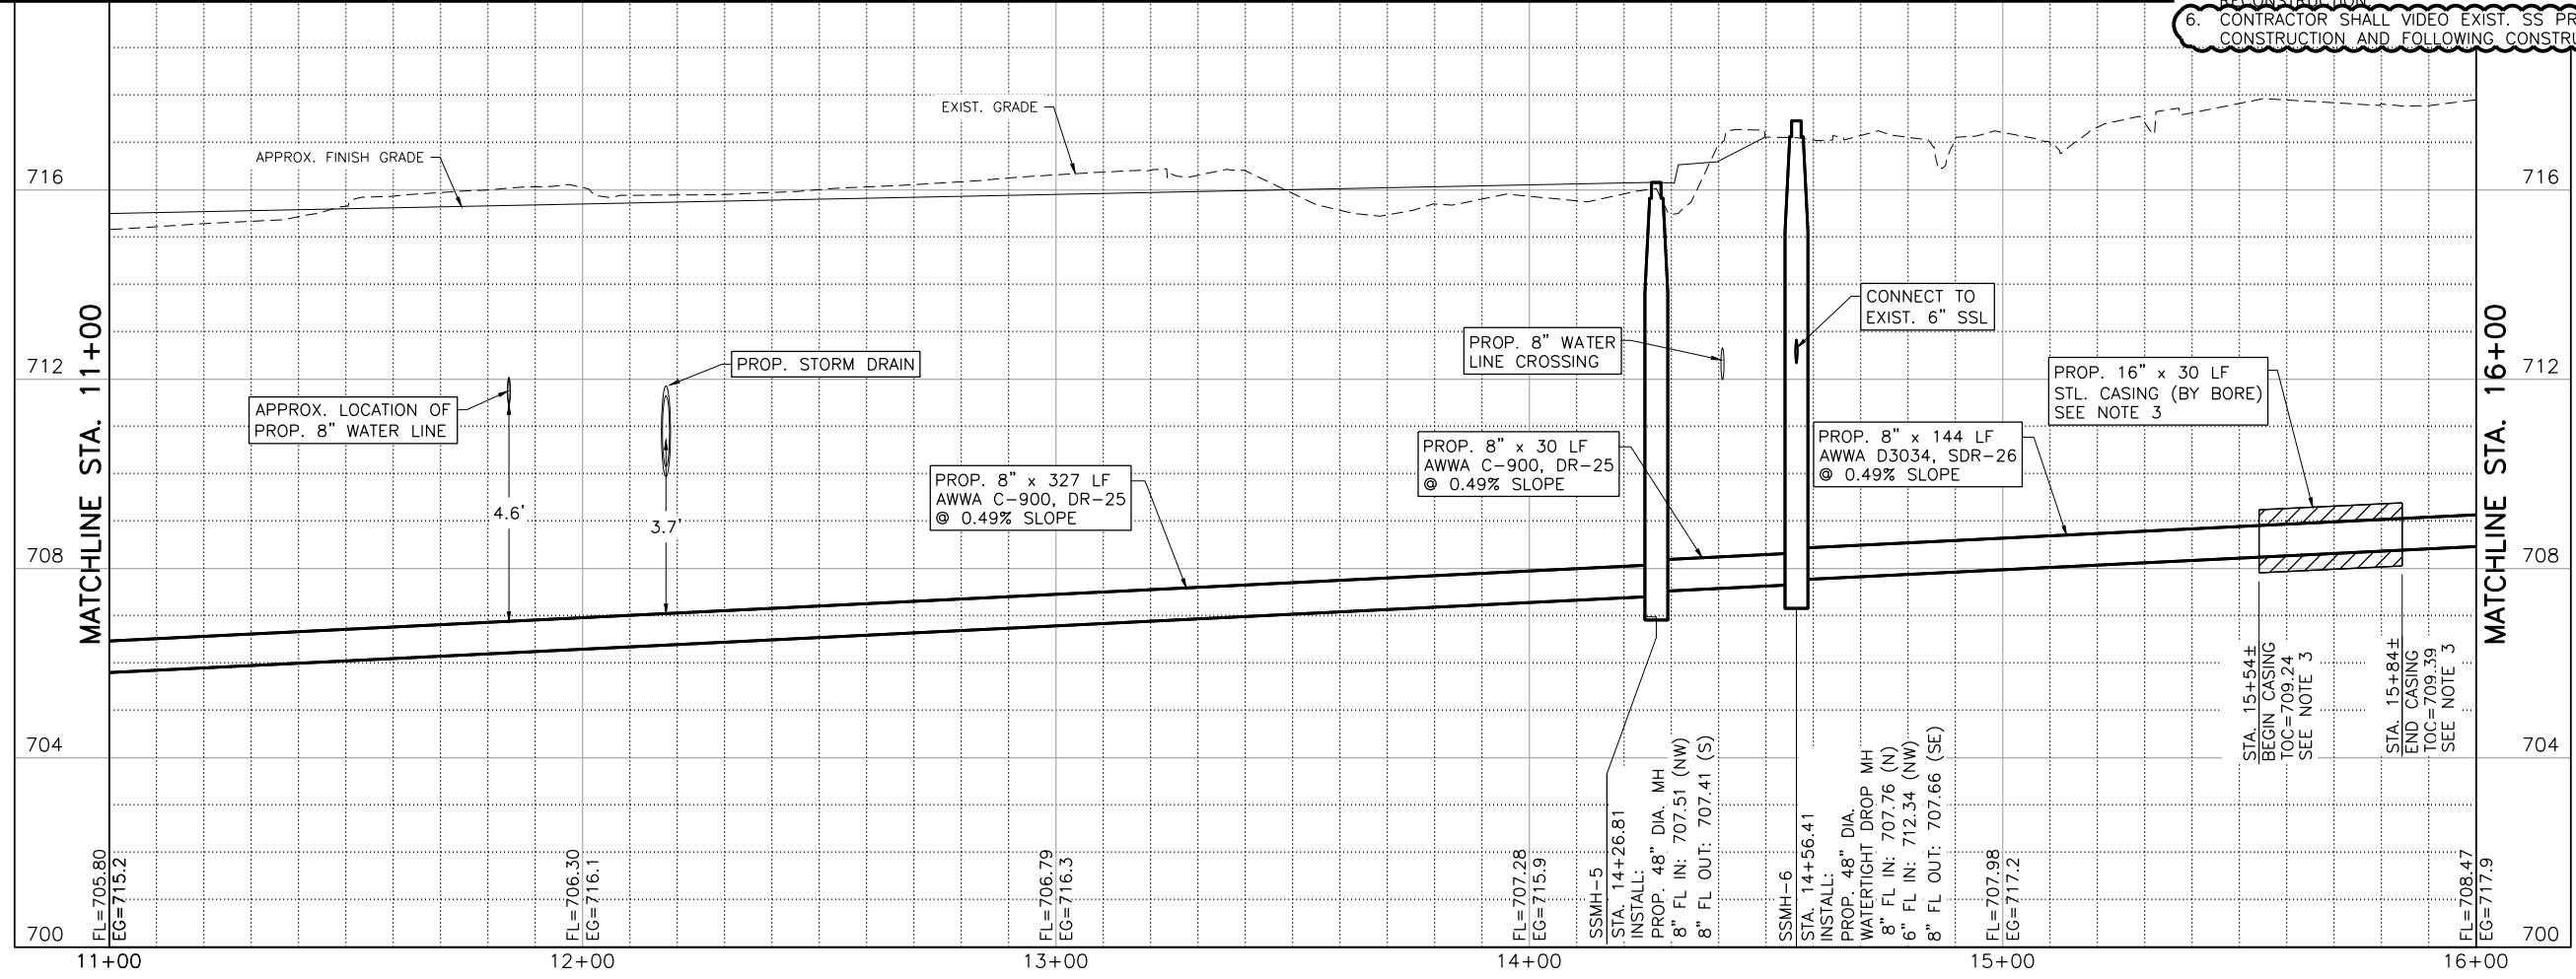 RECONSTRUCTION.
6. CONTRACTOR SHALL VIDEO EXIST. SS
CONSTRUCTION AND FOLLOWING
EXIST. GRADE
APPROX. FINISH GRADE
716
716
712
712
708
708
704
704
700
700
MATCHLINE STA. 11+00
MATCHLINE STA. 16+00
APPROX. LOCATION OF
PROP. 8" WATER LINE
4.6'
PROP. STORM DRAIN
3.7'
PROP. 8" x 327 LF
AWWA C-900, DR-25
@ 0.49% SLOPE
PROP. 8" WATER
LINE CROSSING
PROP. 8" x 30 LF
AWWA C-900, DR-25
@ 0.49% SLOPE
CONNECT TO
EXIST. 6" SSL
PROP. 8" x 144 LF
AWWA D3034, SDR-26
@ 0.49% SLOPE
PROP. 16" x 30 LF
STL. CASING (BY BORE)
SEE NOTE 3
STA. 15+54±
BEGIN CASING
TOC=709.24
SEE NOTE 3
STA. 15+84±
END CASING
TOC=709.39
SEE NOTE 3
FL=705.80
EG=715.2
FL=706.30
EG=716.1
FL=706.79
EG=716.3
FL=707.28
EG=715.9
SSMH-5
STA. 14+26.81
INSTALL:
PROP. 48" DIA. MH
8" FL IN: 707.51 (NW)
8" FL OUT: 707.41 (S)
SSMH-6
STA. 14+56.41
INSTALL:
PROP. 48" DIA.
WATERTIGHT DROP MH
8" FL IN: 707.76 (N)
6" FL IN: 712.34 (NW)
8" FL OUT: 707.66 (SE)
FL=707.98
EG=717.2
FL=708.47
EG=717.9
11+00
12+00
13+00
14+00
15+00
16+00